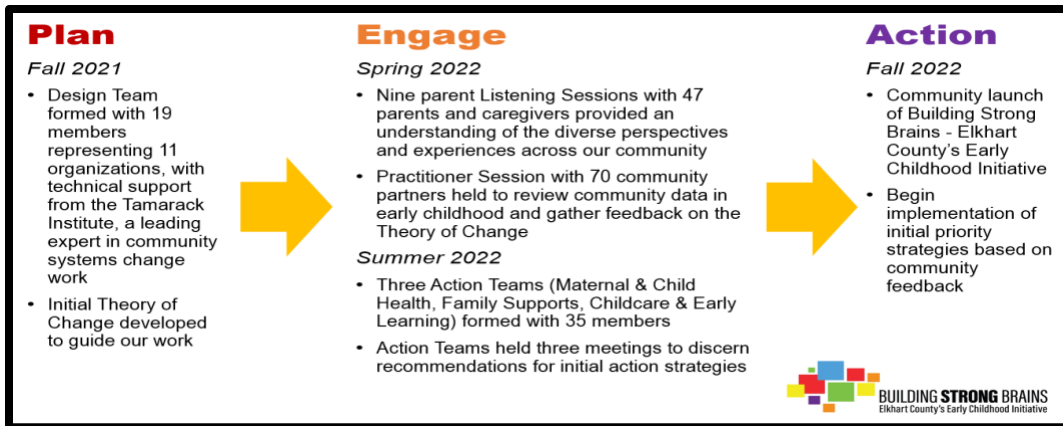 Plan
Fall 2021
• Design Team
formed with 19
members
representing 11
organizations, with
technical support
from the Tamarack
Institute, a leading
expert in community
systems change
work
• Initial Theory of
Change developed
to guide our work
Engage
Spring 2022
• Nine parent Listening Sessions with 47
parents and caregivers provided an
understanding of the diverse perspectives
and experiences across our community
• Practitioner Session with 70 community
partners held to review community data in
early childhood and gather feedback on the
Theory of Change
Summer 2022
• Three Action Teams (Maternal & Child
Health, Family Supports, Childcare & Early
Learning) formed with 35 members
• Action Teams held three meetings to discern
recommendations for initial action strategies
Action
Fall 2022
• Community launch
of Building Strong
Brains - Elkhart
County's Early
Childhood Initiative
• Begin
implementation of
initial priority
strategies based on
community
feedback
BUILDING STRONG BRAINS
Elkhart County's Early Childhood Initiative